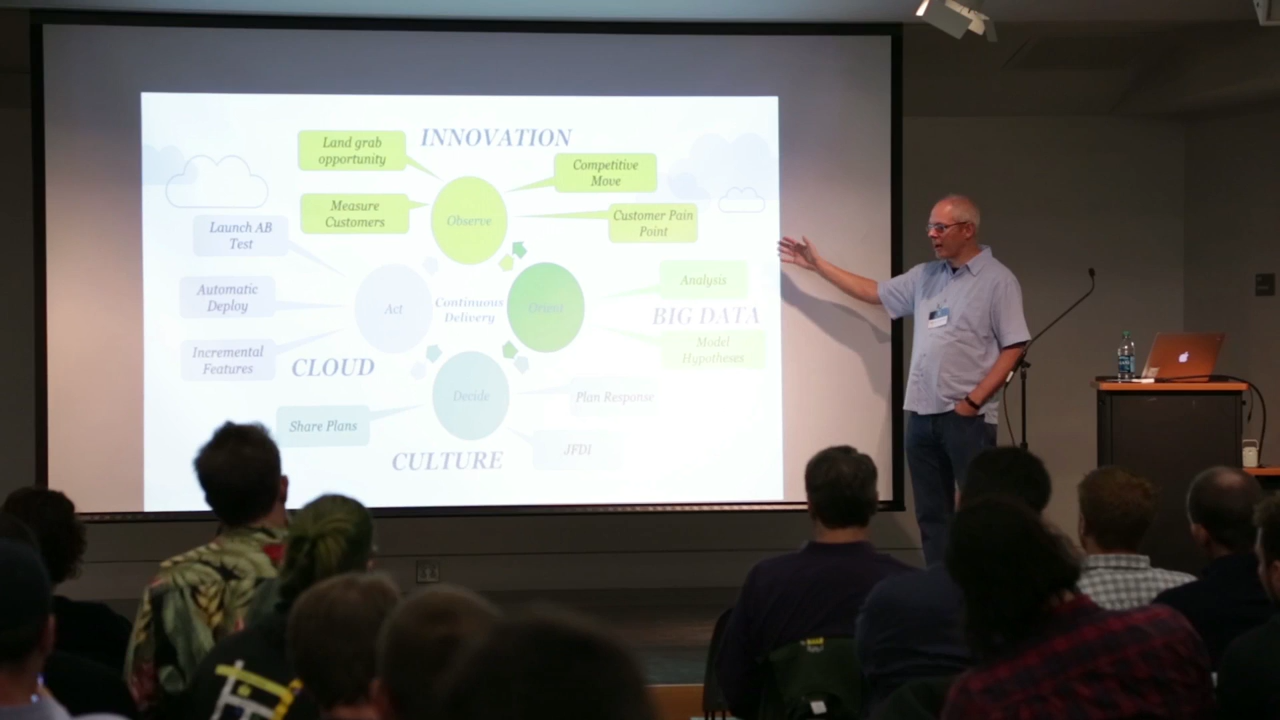 INNOVATION
Land grab
opportunity
Competitive
Move
Measure
Customers
Observe
Customer Pain
Point
Launch AB
Test
Analysis
Automatic
Deploy
Act
Continuous
Delivery
Orient
BIG DATA
Model
Hypotheses
Incremental
Features
CLOUD
Decide
Plan Response
Share Plans
JFDI
CULTURE